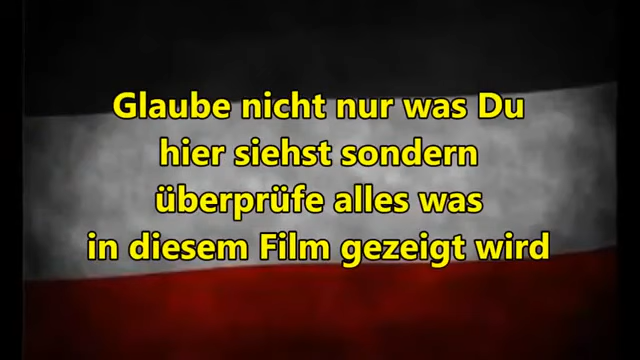 Glaube nicht nur was Du
hier siehst sondern
überprüfe alles was
in diesem Film gezeigt wird